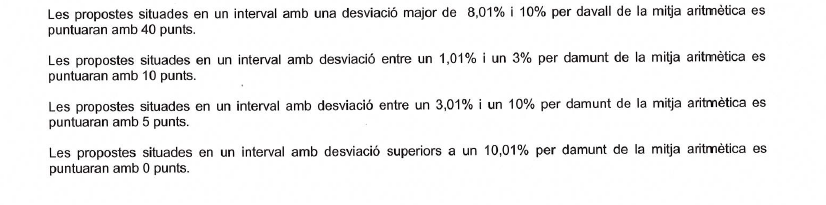 Les propostes situades en un interval amb una desviació major de 8,01% i 10% per davall de la mitja aritmètica es
puntuaran amb 40 punts.
Les propostes situades en un interval amb desviació entre un 1,01% i un 3% per damunt de la mitja aritmètica es
puntuaran amb 10 punts.
Les propostes situades en un interval amb desviació entre un 3,01% i un 10% per damunt de la mitja aritmètica es
puntuaran amb 5 punts.
Les propostes situades en un interval amb desviació superiors a un 10,01% per damunt de la mitja aritmètica es
puntuaran amb 0 punts.